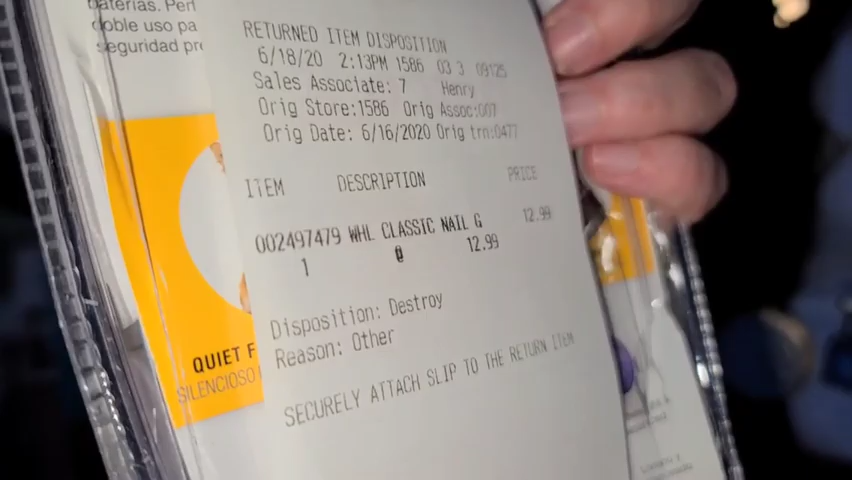 baterías. Perf
doble uso pa
seguridad pr
RETURNED ITEM DISPOSITION
6/18/20 2:13PM 1586 03 3 09125
Sales Associate: 7 Henry
Orig Store:1586 Orig Assoc:007
Orig Date: 6/16/2020 Orig trn:0477
ITEM DESCRIPTION PRICE
002497479 WHL CLASSIC NAIL G 12.99
1 @ 12.99
Disposition: Destroy
Reason: Other
SECURELY ATTACH SLIP TO THE RETURN ITEM
QUIET F
SILENCIOSO